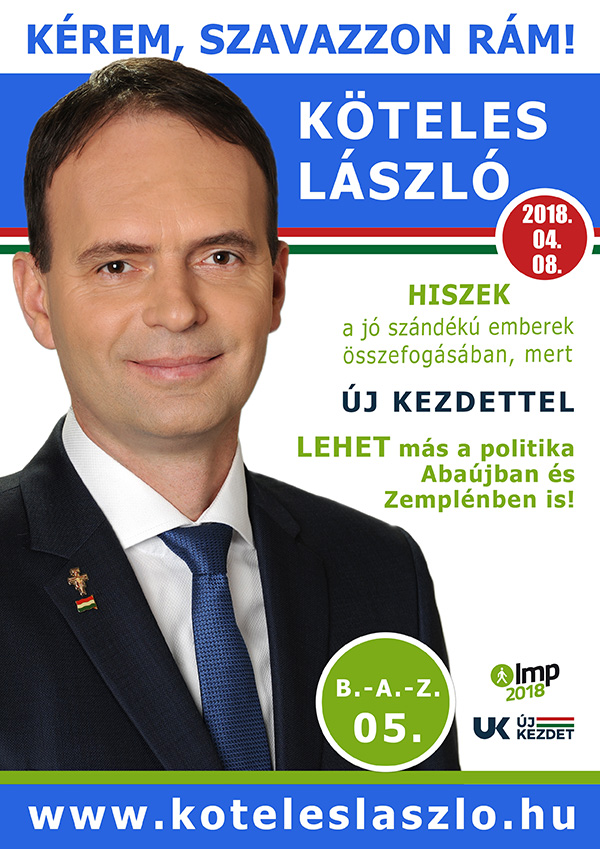 KÉREM, SZAVAZZON RÁM!
KÖTELES
LÁSZLÓ
2018.
04.
08.
HISZEK
a jó szándékú emberek
összefogásában, mert
ÚJ KEZDETTEL
LEHET más a politika
Abaújban és
Zemplénben is!
B.-A.-Z.
05.
lmp
2018
UK ÚJ
KEZDET
www.koteleslaszlo.hu